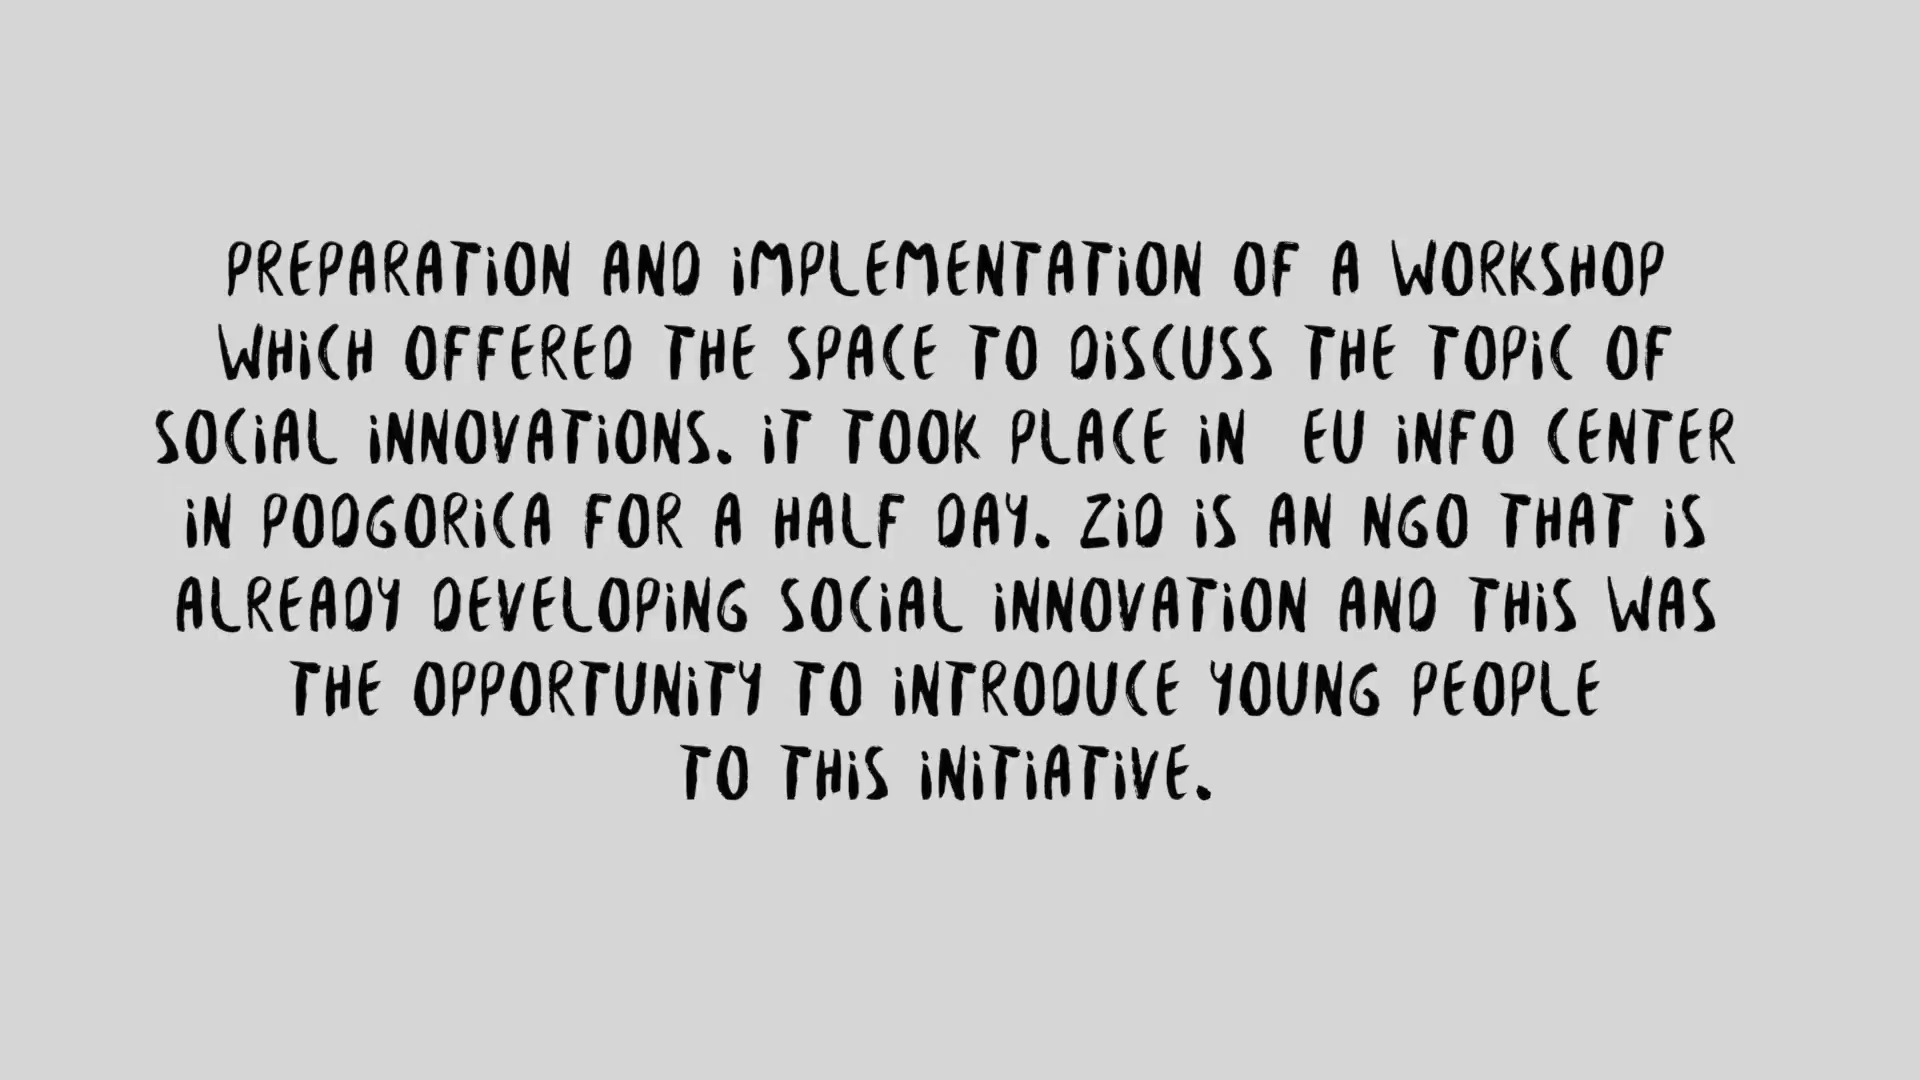 PREPARATION AND IMPLEMENTATION OF A WORKSHOP
WHICH OFFERED THE SPACE TO DISCUSS THE TOPIC OF
SOCIAL INNOVATIONS. IT TOOK PLACE IN  EU INFO CENTER
IN PODGORICA FOR A HALF DAY. ZID IS AN NGO THAT IS
ALREADY DEVELOPING SOCIAL INNOVATION AND THIS WAS
THE OPPORTUNITY TO INTRODUCE YOUNG PEOPLE
TO THIS INITIATIVE.